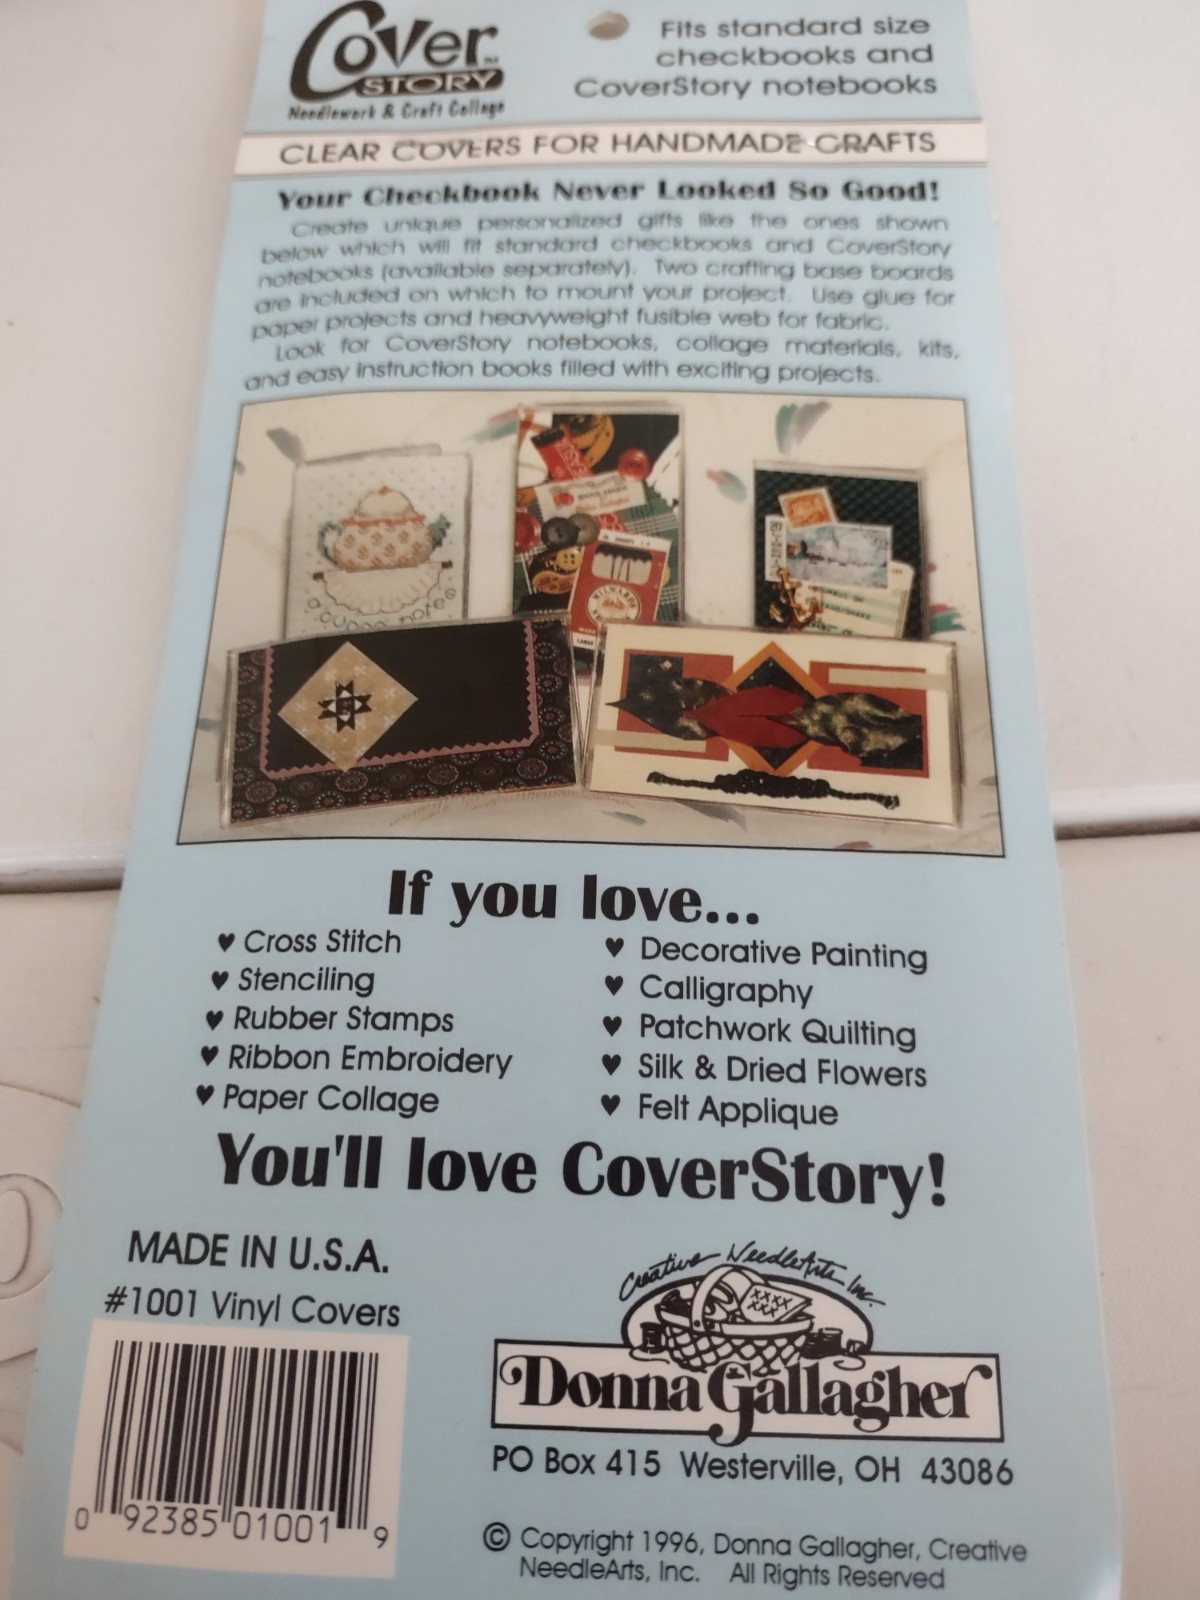 Cover
STORY™
Needlework & Craft Collage
Fits standard size
checkbooks and
CoverStory notebooks
CLEAR COVERS FOR HANDMADE CRAFTS
Your Checkbook Never Looked So Good!
Create unique personalized gifts like the ones shown
below which will fit standard checkbooks and CoverStory
notebooks (available separately). Two crafting base boards
are included on which to mount your project. Use glue for
paper projects and heavyweight fusible web for fabric.
Look for CoverStory notebooks, collage materials, kits,
and easy instruction books filled with exciting projects.
MILWARDS
If you love...
♥ Cross Stitch
♥ Stenciling
♥ Rubber Stamps
♥ Ribbon Embroidery
♥ Paper Collage
♥ Decorative Painting
♥ Calligraphy
♥ Patchwork Quilting
♥ Silk & Dried Flowers
♥ Felt Applique
You'll love CoverStory!
MADE IN U.S.A.
#1001 Vinyl Covers
0 92385 01001 9
Creative NeedleArts, Inc.
Donna Gallagher
PO Box 415 Westerville, OH 43086
© Copyright 1996, Donna Gallagher, Creative
NeedleArts, Inc. All Rights Reserved